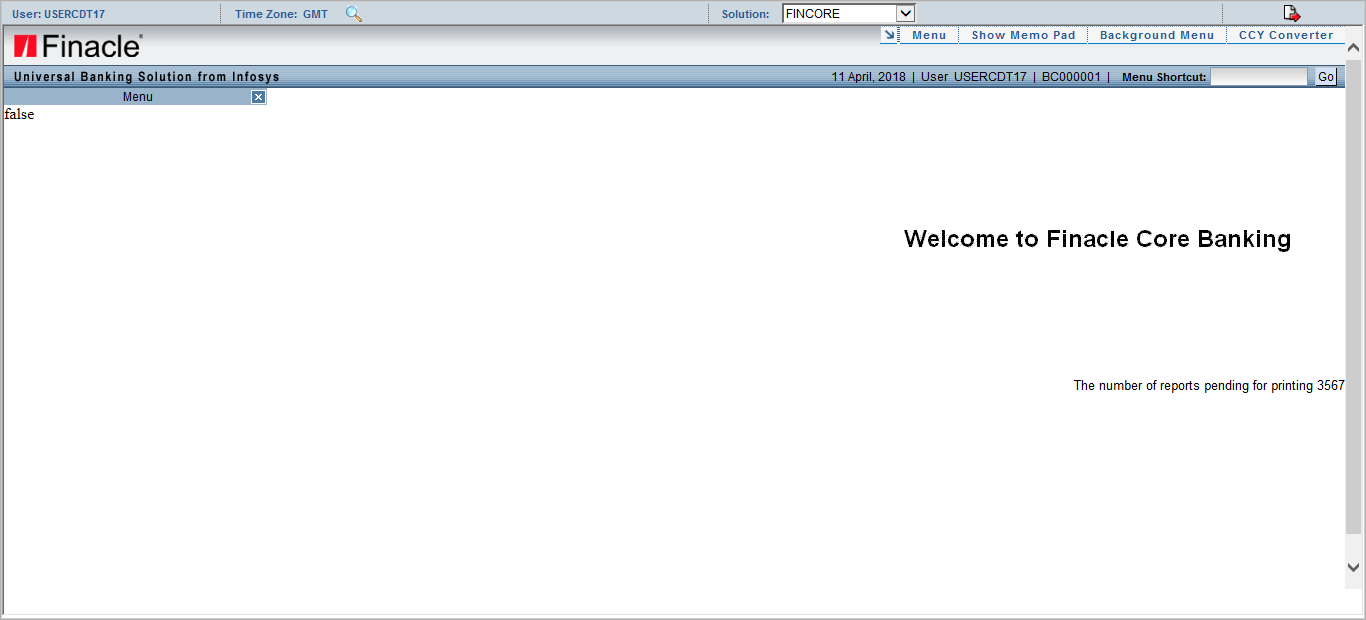 User: USERCDT17 Time Zone: GMT Solution: FINCORE
Finacle Menu Show Memo Pad Background Menu CCY Converter
Universal Banking Solution from Infosys 11 April, 2018 | User USERCDT17 | BC000001 | Menu Shortcut: Go
Menu
false
Welcome to Finacle Core Banking
The number of reports pending for printing 3567